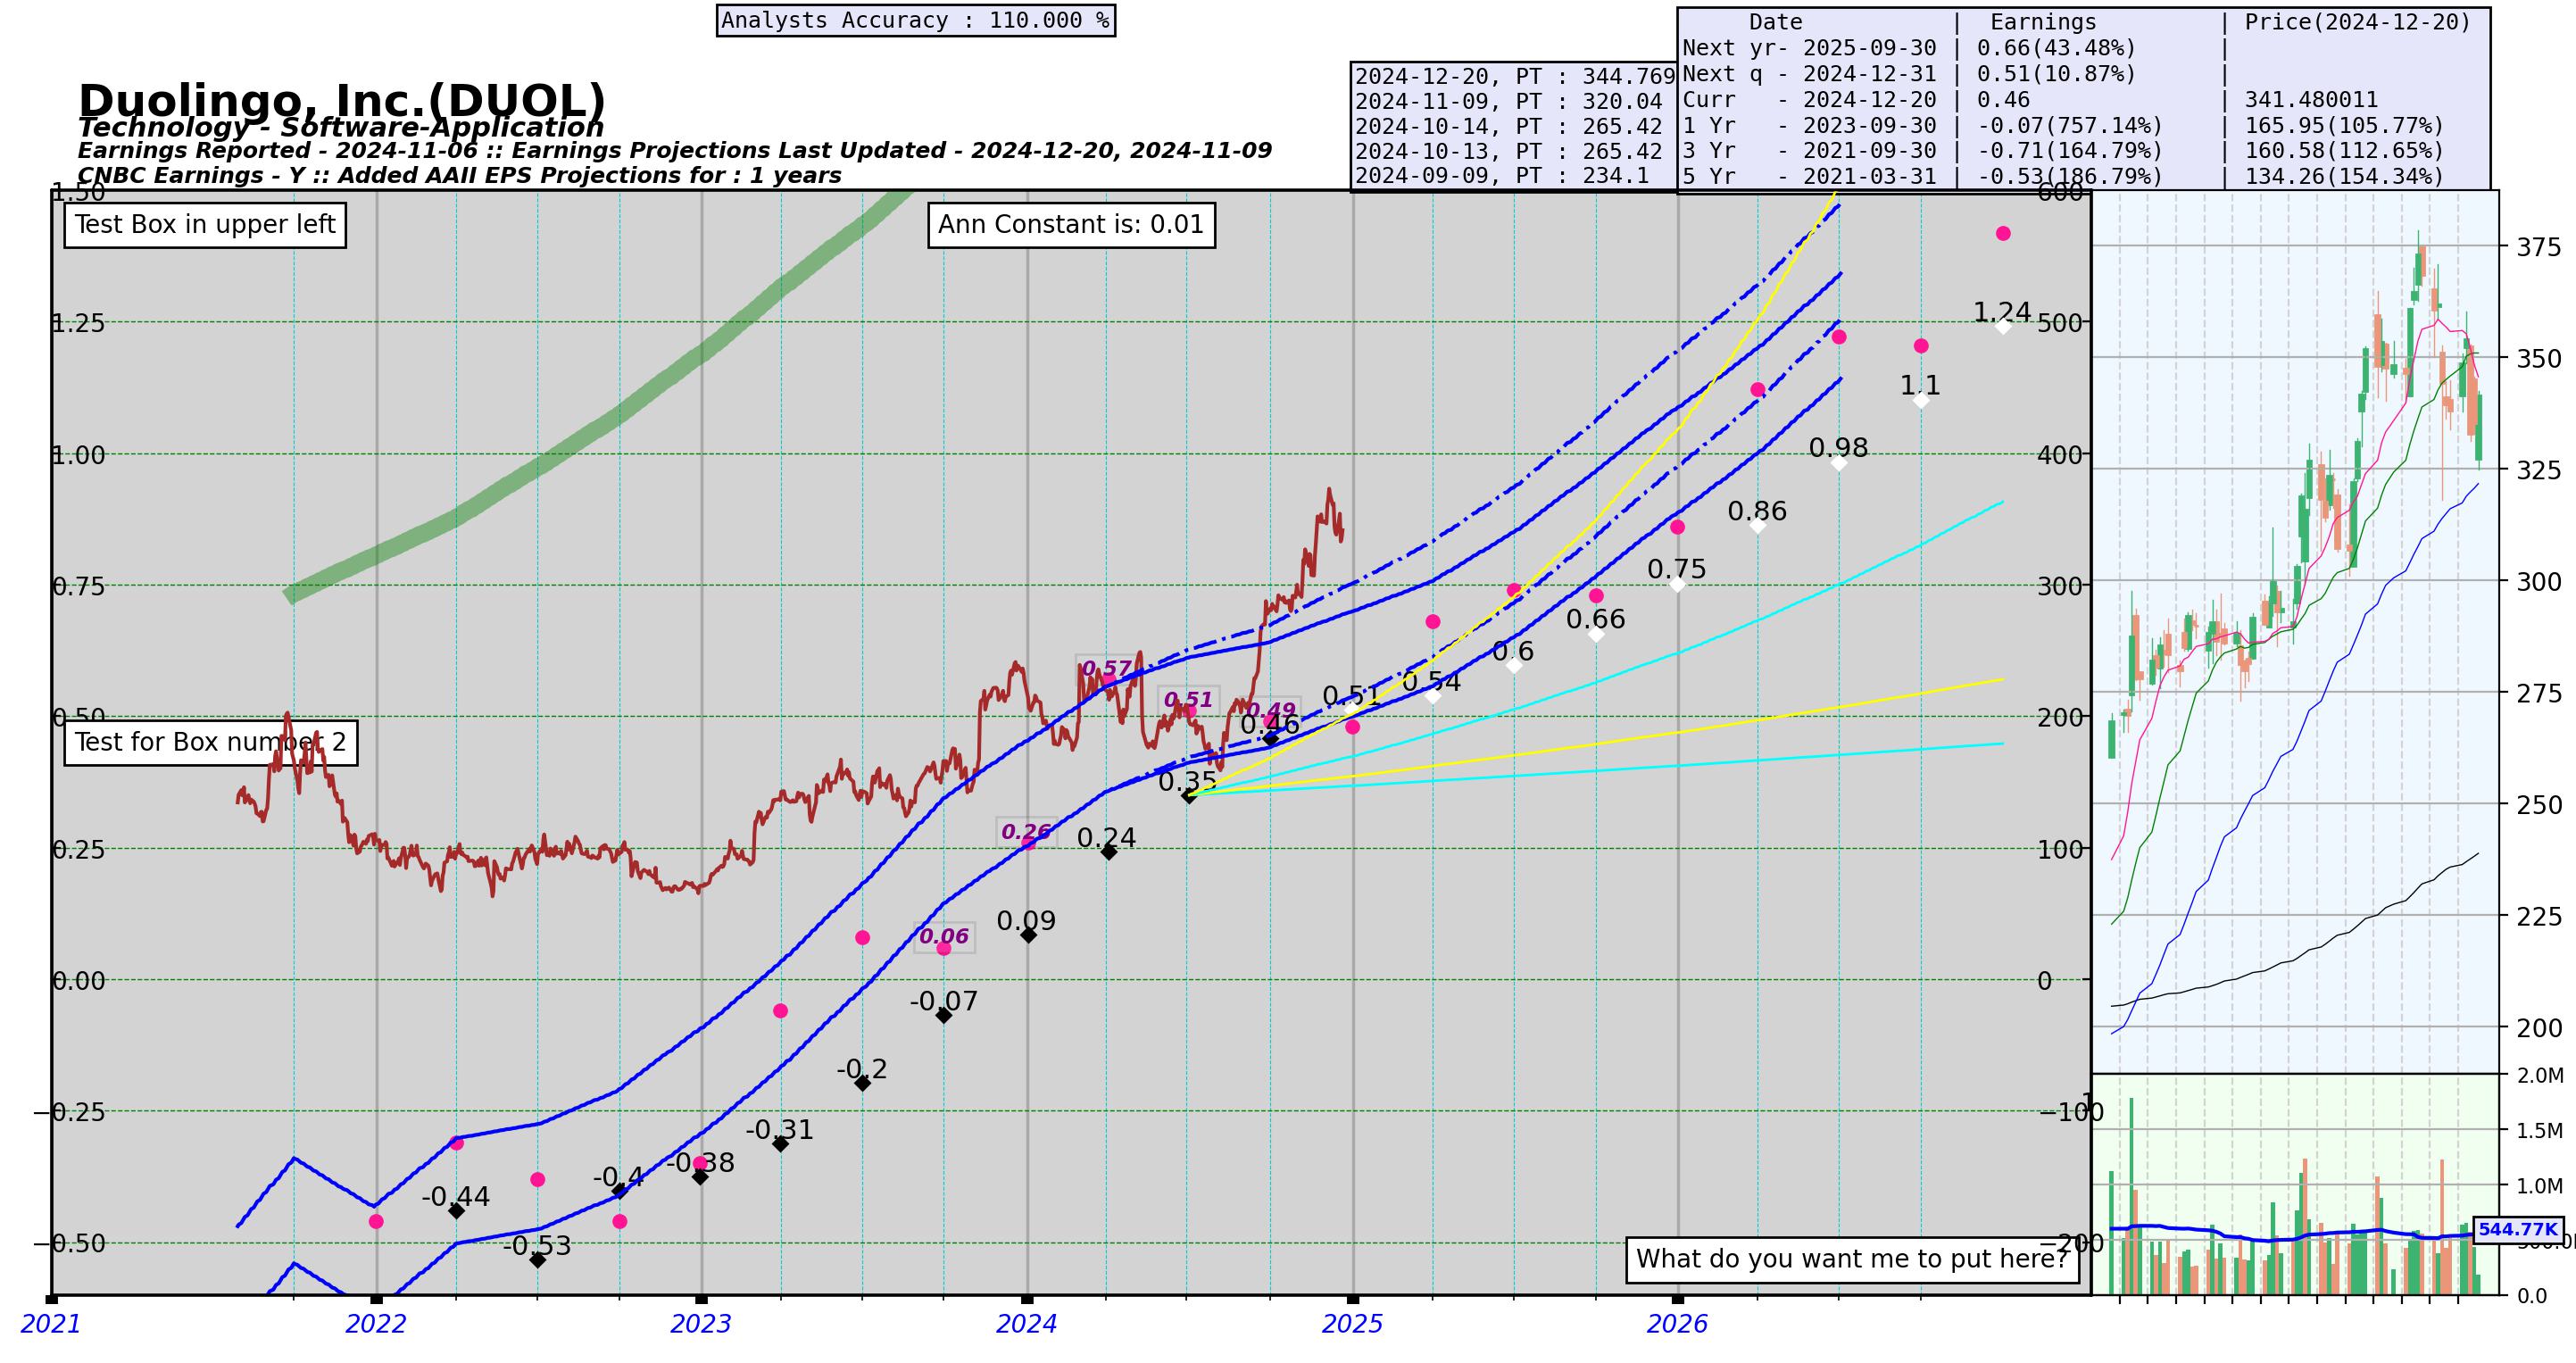 Analysts Accuracy : 110.000 %
Date | Earnings | Price(2024-12-20)
Next yr- 2025-09-30 | 0.66(43.48%) |
Next q - 2024-12-31 | 0.51(10.87%) |
Curr - 2024-12-20 | 0.46 | 341.480011
1 Yr - 2023-09-30 | -0.07(757.14%) | 165.95(105.77%)
3 Yr - 2021-09-30 | -0.71(164.79%) | 160.58(112.65%)
5 Yr - 2021-03-31 | -0.53(186.79%) | 134.26(154.34%)
2024-12-20, PT : 344.769
2024-11-09, PT : 320.04
2024-10-14, PT : 265.42
2024-10-13, PT : 265.42
2024-09-09, PT : 234.1
Duolingo, Inc.(DUOL)
Technology - Software-Application
Earnings Reported - 2024-11-06 :: Earnings Projections Last Updated - 2024-12-20, 2024-11-09
CNBC Earnings - Y :: Added AAII EPS Projections for : 1 years
Test Box in upper left
Ann Constant is: 0.01
Test for Box number 2
What do you want me to put here?
1.50
1.25
1.00
0.75
0.50
0.25
0.00
−0.25
−0.50
600
500
400
300
200
100
0
−100
−200
-0.44
-0.53
-0.4
-0.38
-0.31
-0.2
-0.07
0.09
0.24
0.35
0.46
0.51
0.54
0.6
0.66
0.75
0.86
0.98
1.1
1.24
0.06
0.26
0.57
0.51
0.49
2021
2022
2023
2024
2025
2026
375
350
325
300
275
250
225
200
2.0M
1.5M
1.0M
544.77K
0.0